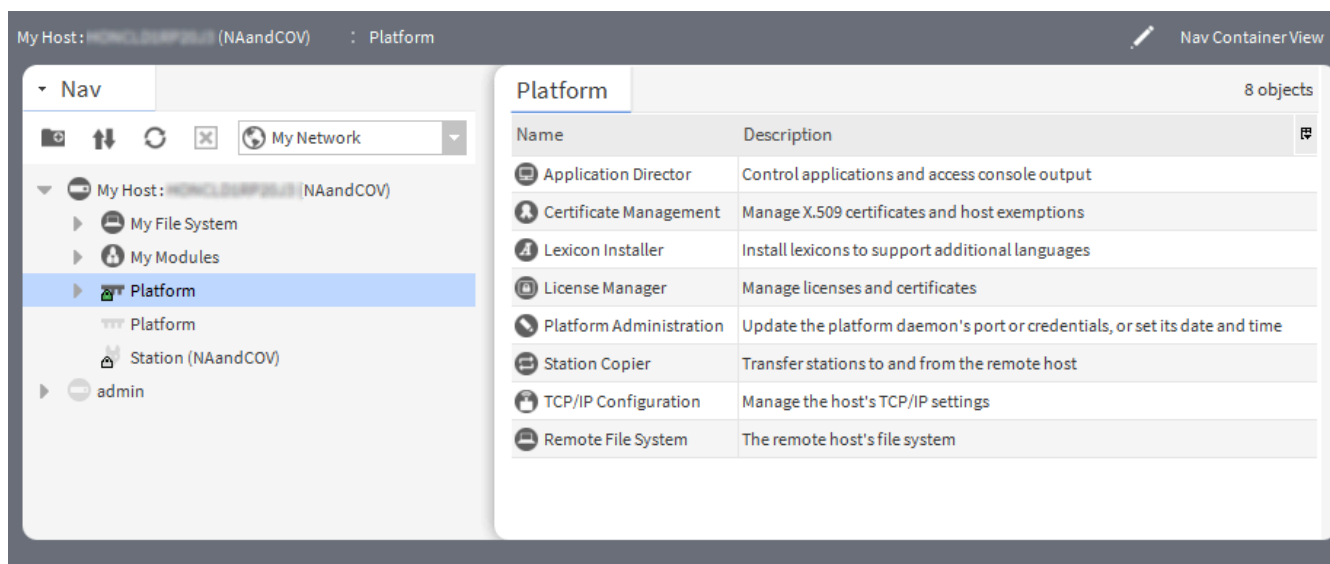 My Host: (NAandCOV) : Platform
Nav Container View
Nav
My Network
My Host: (NAandCOV)
My File System
My Modules
Platform
Platform
Station (NAandCOV)
admin
Platform
8 objects
Name Description
Application Director Control applications and access console output
Certificate Management Manage X.509 certificates and host exemptions
Lexicon Installer Install lexicons to support additional languages
License Manager Manage licenses and certificates
Platform Administration Update the platform daemon's port or credentials, or set its date and time
Station Copier Transfer stations to and from the remote host
TCP/IP Configuration Manage the host's TCP/IP settings
Remote File System The remote host's file system